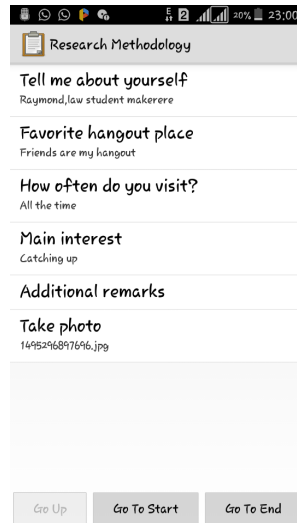 20% 23:00
Research Methodology
Tell me about yourself
Raymond,law student makerere
Favorite hangout place
Friends are my hangout
How often do you visit?
All the time
Main interest
Catching up
Additional remarks
Take photo
1495296897696.jpg
Go Up Go To Start Go To End